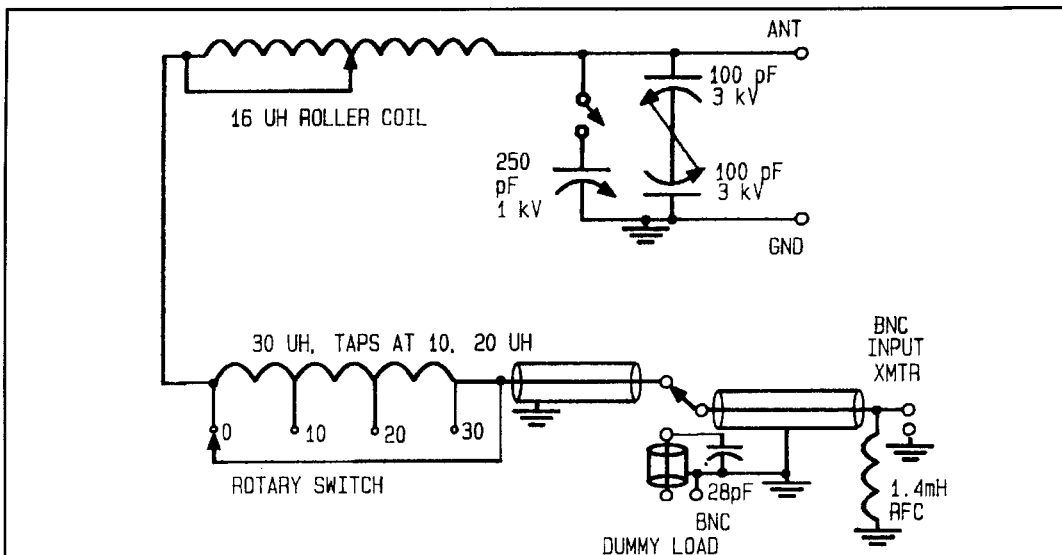 ANT
100 pF
3 kV
16 UH ROLLER COIL
250
pF
1 kV
100 pF
3 kV
GND
30 UH, TAPS AT 10, 20 UH
BNC
INPUT
XMTR
0
10
20
30
ROTARY SWITCH
28pF
BNC
DUMMY LOAD
1.4mH
RFC